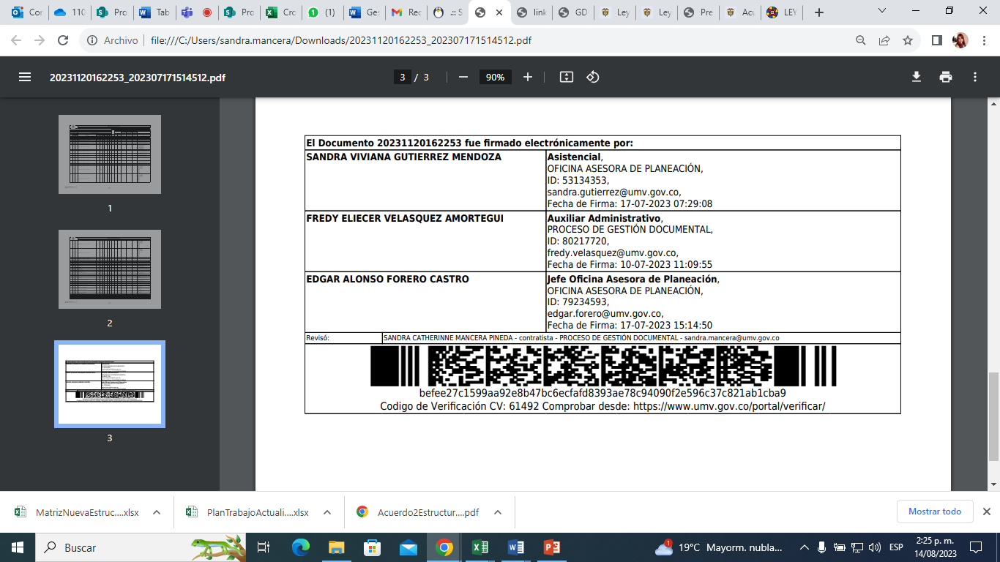 Cor
110
Pro
Tab
Pro
Cro
(1)
Ges
Rec
.:: S
link
GD
Ley
Ley
Pre
Acu
LEY
Archivo
file:///C:/Users/sandra.mancera/Downloads/20231120162253_202307171514512.pdf
20231120162253_202307171514512.pdf
3 / 3
90%
1
2
3
El Documento 20231120162253 fue firmado electrónicamente por:
SANDRA VIVIANA GUTIERREZ MENDOZA
Asistencial,
OFICINA ASESORA DE PLANEACIÓN,
ID: 53134353,
sandra.gutierrez@umv.gov.co,
Fecha de Firma: 17-07-2023 07:29:08
FREDY ELIECER VELASQUEZ AMORTEGUI
Auxiliar Administrativo,
PROCESO DE GESTIÓN DOCUMENTAL,
ID: 80217720,
fredy.velasquez@umv.gov.co,
Fecha de Firma: 10-07-2023 11:09:55
EDGAR ALONSO FORERO CASTRO
Jefe Oficina Asesora de Planeación,
OFICINA ASESORA DE PLANEACIÓN,
ID: 79234593,
edgar.forero@umv.gov.co,
Fecha de Firma: 17-07-2023 15:14:50
Revisó:
SANDRA CATHERINNE MANCERA PINEDA - contratista - PROCESO DE GESTIÓN DOCUMENTAL - sandra.mancera@umv.gov.co
befee27c1599aa92e8b47bc6ecfafd8393ae78c94090f2e596c37c821ab1cba9
Codigo de Verificación CV: 61492 Comprobar desde: https://www.umv.gov.co/portal/verificar/
MatrizNuevaEstruc....xlsx
PlanTrabajoActuali....xlsx
Acuerdo2Estructur....pdf
Mostrar todo
Buscar
19°C Mayorm. nubla...
ESP
2:25 p. m.
14/08/2023